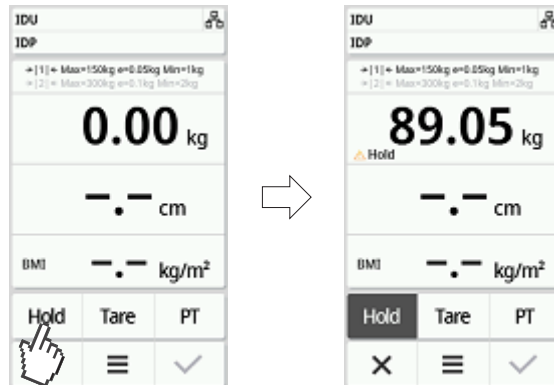 IDU
IDP
→|1|← Max=150kg e=0.05kg Min=1kg
→|2|← Max=300kg e=0.1kg Min=2kg
0.00 kg
--.-- cm
BMI --.-- kg/m²
Hold Tare PT
IDU
IDP
→|1|← Max=150kg e=0.05kg Min=1kg
→|2|← Max=300kg e=0.1kg Min=2kg
89.05 kg
Hold
--.-- cm
BMI --.-- kg/m²
Hold Tare PT